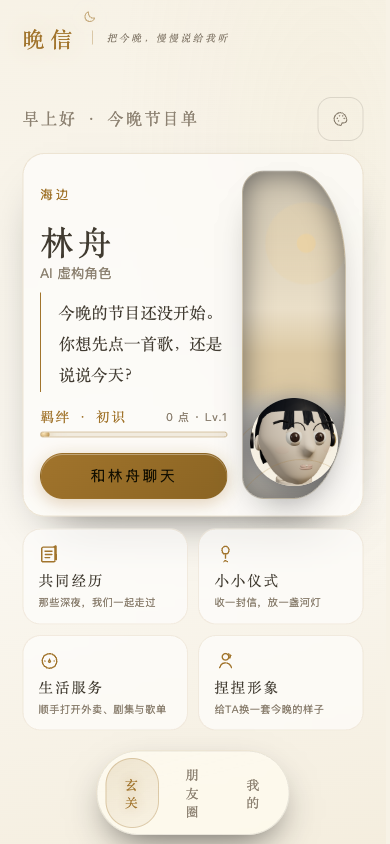 晚信
把今晚，慢慢说给我听
早上好 · 今晚节目单
海边
林舟
AI 虚构角色
今晚的节目还没开始。
你想先点一首歌，还是
说说今天？
羁绊 · 初识
0 点 · Lv.1
和林舟聊天
共同经历
那些深夜，我们一起走过
小小仪式
收一封信，放一盏河灯
生活服务
顺手打开外卖、剧集与歌单
捏捏形象
给TA换一套今晚的样子
玄关
朋友圈
我的